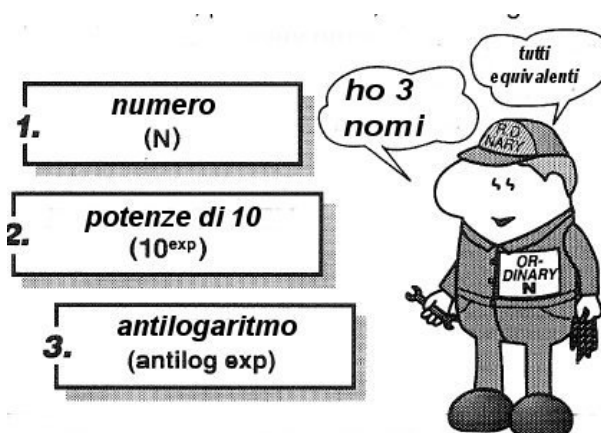 1.
numero
(N)
2.
potenze di 10
(10^exp)
3.
antilogaritmo
(antilog exp)
ho 3
nomi
tutti
equivalenti
R.D
NARY
OR-
DINARY
N